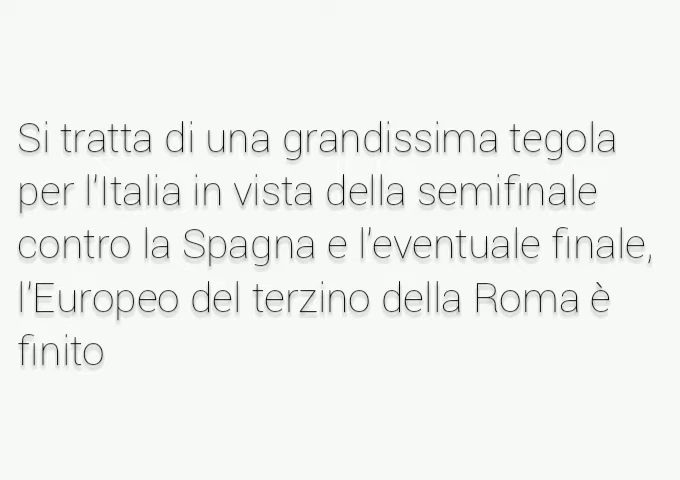 Si tratta di una grandissima tegola
per l'Italia in vista della semifinale
contro la Spagna e l'eventuale finale,
l'Europeo del terzino della Roma è
finito